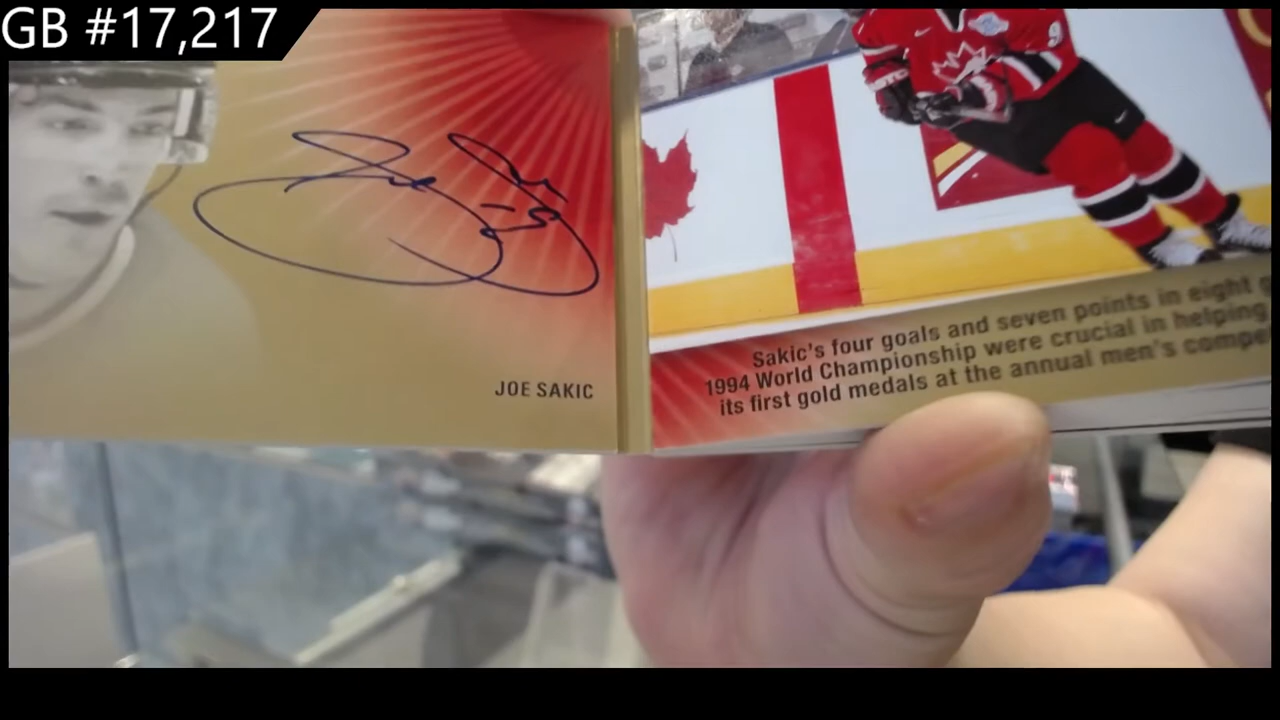 GB #17,217
JOE SAKIC
Sakic's four goals and seven points in eight
1994 World Championship were crucial in helping
its first gold medals at the annual men's